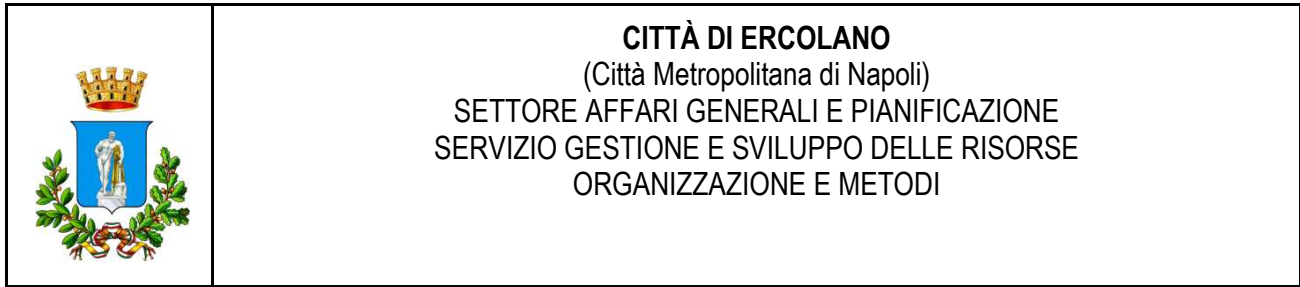 CITTÀ DI ERCOLANO
(Città Metropolitana di Napoli)
SETTORE AFFARI GENERALI E PIANIFICAZIONE
SERVIZIO GESTIONE E SVILUPPO DELLE RISORSE
ORGANIZZAZIONE E METODI